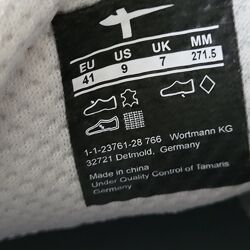 EU US UK MM
41 9 7 271.5
1-1-23761-28 766 Wortmann KG
32721 Detmold, Germany
Made in china
Under Quality Control of Tamaris
Germany